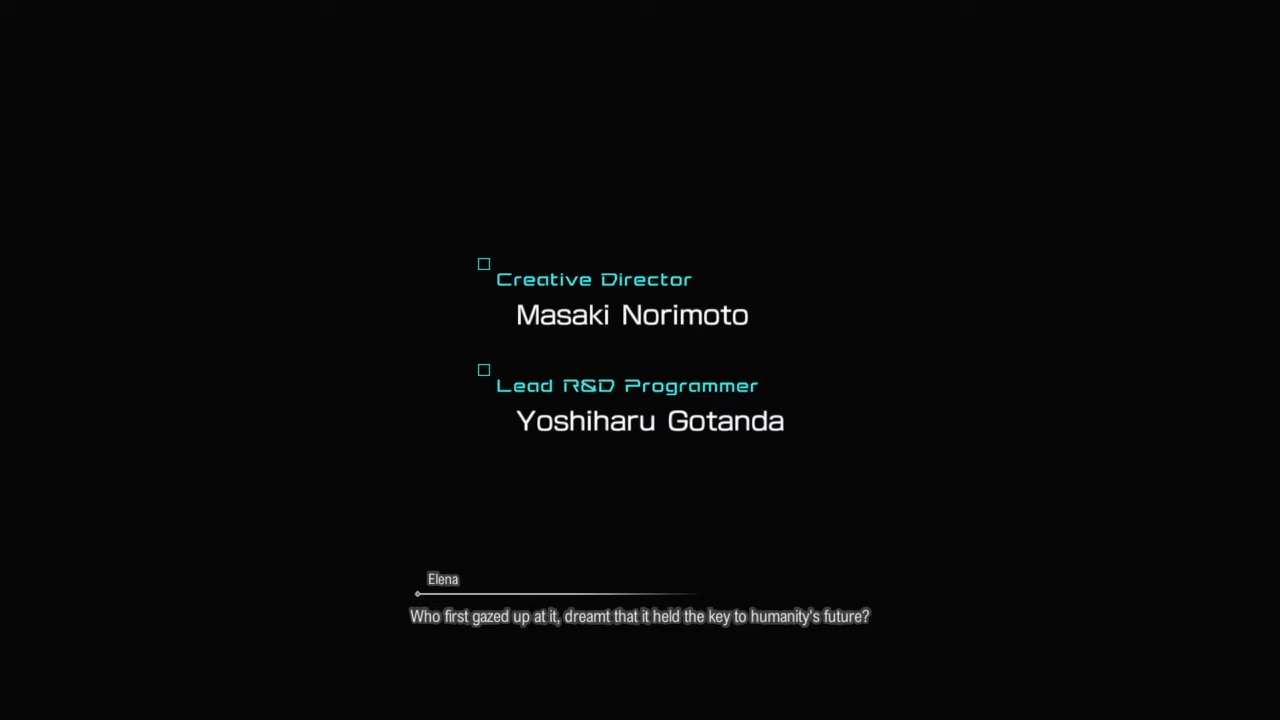 Creative Director
Masaki Norimoto
Lead R&D Programmer
Yoshiharu Gotanda
Elena
Who first gazed up at it, dreamt that it held the key to humanity's future?